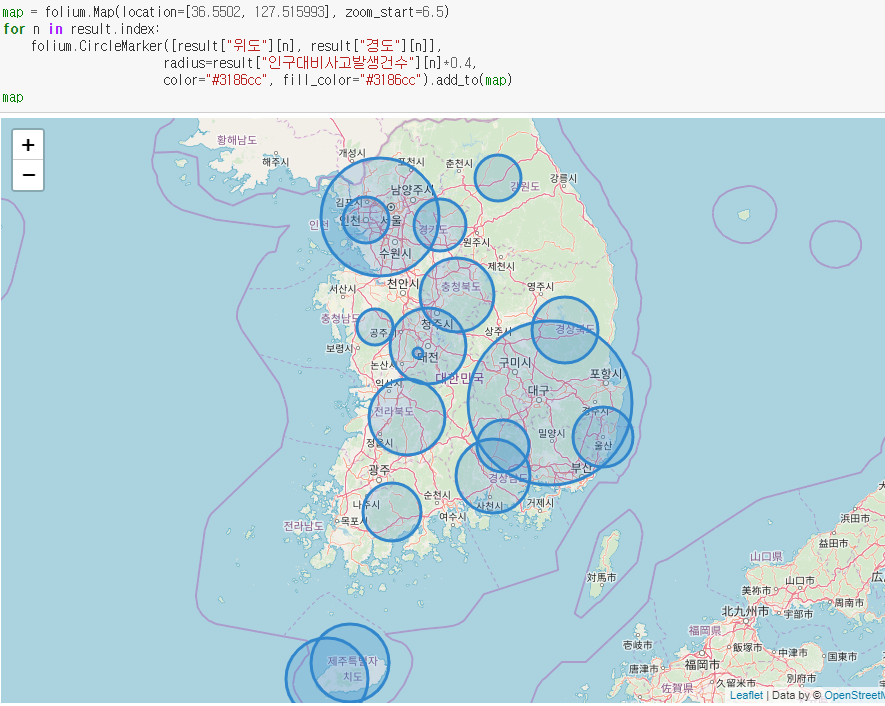 map = folium.Map(location=[36.5502, 127.515993], zoom_start=6.5)
for n in result.index:
folium.CircleMarker([result["위도"][n], result["경도"][n]],
radius=result["인구대비사고발생건수"][n]*0.4,
color="#3186cc", fill_color="#3186cc").add_to(map)
map
+
−
황해남도
해주시
개성시
포천시
춘천시
강릉시
강원도
남양주시
김포시
인천
인천
서울
경기도
원주시
수원시
제천시
서산시
천안시
충청북도
영주시
충청남도
공주시
청주시
상주시
경상북도
보령시
대전
논산시
구미시
포항시
익산시
대한민국
대구
경주시
전라북도
정읍시
밀양시
울산
광주
부산
경상남도
나주시
순천시
사천시
거제시
전라남도
목포시
여수시
제주특별자
치도
対馬市
浜田市
益田市
山口県
美祢市
山口市
周南市
北九州市
宇部市
福岡県
壱岐市
飯塚市
中津市
国東市
唐津市
福岡市
別府市
佐賀県
久留米市
Leaflet | Data by © OpenStreetM